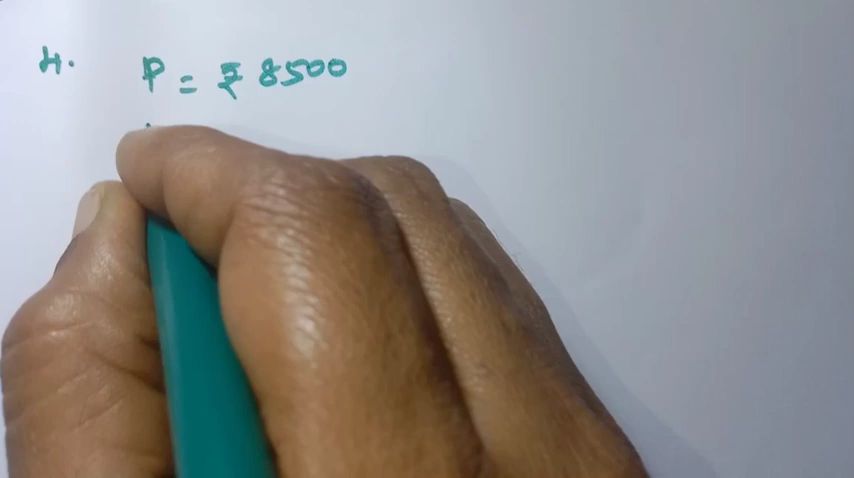 4. P = ₹ 8500